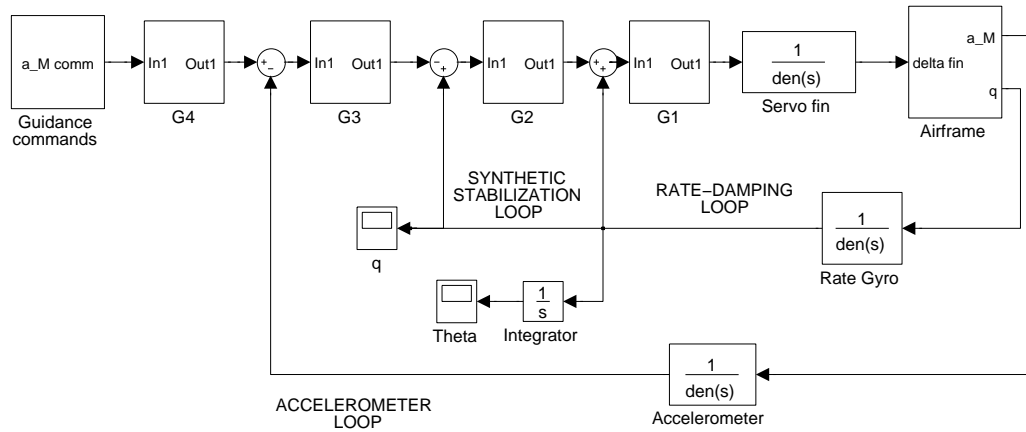 a_M comm
Guidance
commands
In1 Out1
G4
+ −
In1 Out1
G3
− +
In1 Out1
G2
+ +
In1 Out1
G1
1
den(s)
Servo fin
delta fin
a_M
q
Airframe
SYNTHETIC
STABILIZATION
LOOP
RATE−DAMPING
LOOP
q
1
den(s)
Rate Gyro
Theta
1
s
Integrator
1
den(s)
Accelerometer
ACCELEROMETER
LOOP